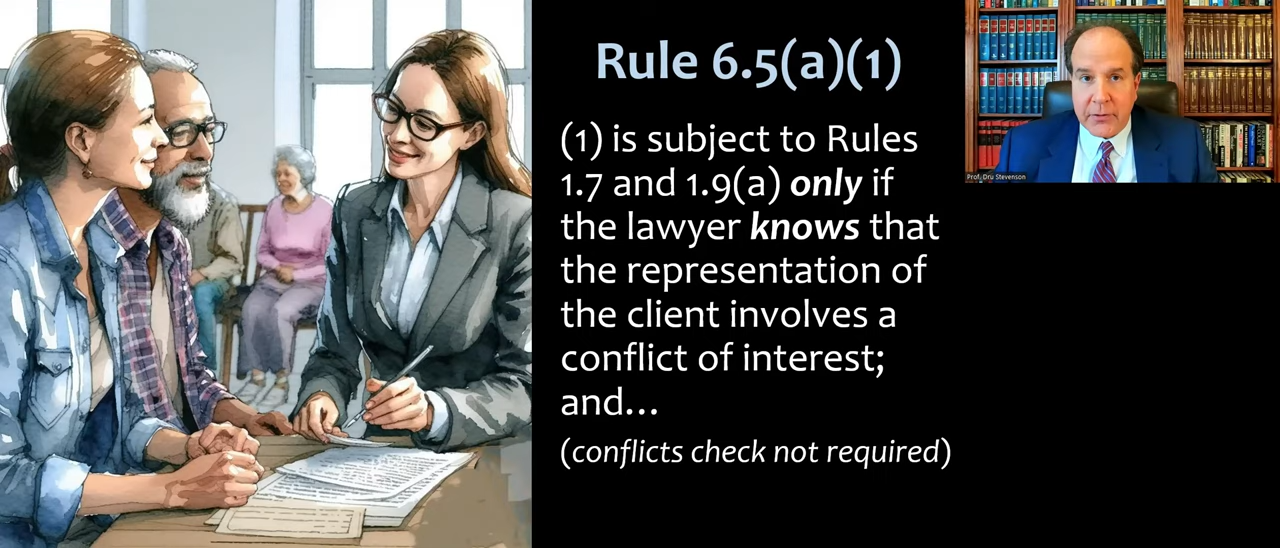 Rule 6.5(a)(1)
(1) is subject to Rules
1.7 and 1.9(a) only if
the lawyer knows that
the representation of
the client involves a
conflict of interest;
and…
(conflicts check not required)
Prof. Dru Stevenson